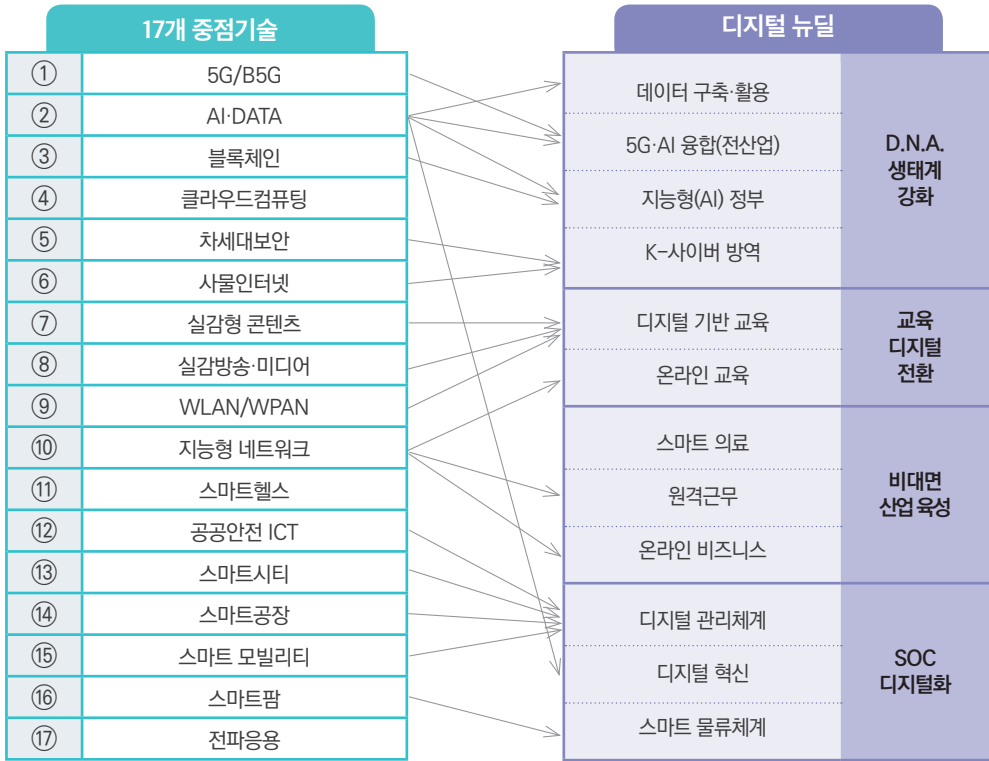 17개 중점기술
① 5G/B5G
② AI·DATA
③ 블록체인
④ 클라우드컴퓨팅
⑤ 차세대보안
⑥ 사물인터넷
⑦ 실감형 콘텐츠
⑧ 실감방송·미디어
⑨ WLAN/WPAN
⑩ 지능형 네트워크
⑪ 스마트헬스
⑫ 공공안전 ICT
⑬ 스마트시티
⑭ 스마트공장
⑮ 스마트 모빌리티
⑯ 스마트팜
⑰ 전파응용
디지털 뉴딜
데이터 구축·활용
5G·AI 융합(전산업)
지능형(AI) 정부
K-사이버 방역
D.N.A.
생태계
강화
디지털 기반 교육
온라인 교육
교육
디지털
전환
스마트 의료
원격근무
온라인 비즈니스
비대면
산업 육성
디지털 관리체계
디지털 혁신
스마트 물류체계
SOC
디지털화